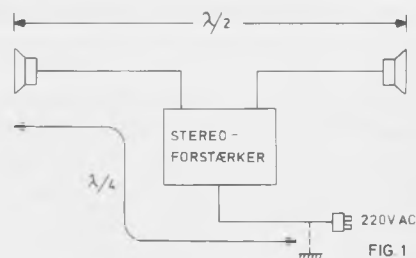 λ/2
STEREO-
FORSTÆRKER
λ/4
220V AC
FIG. 1